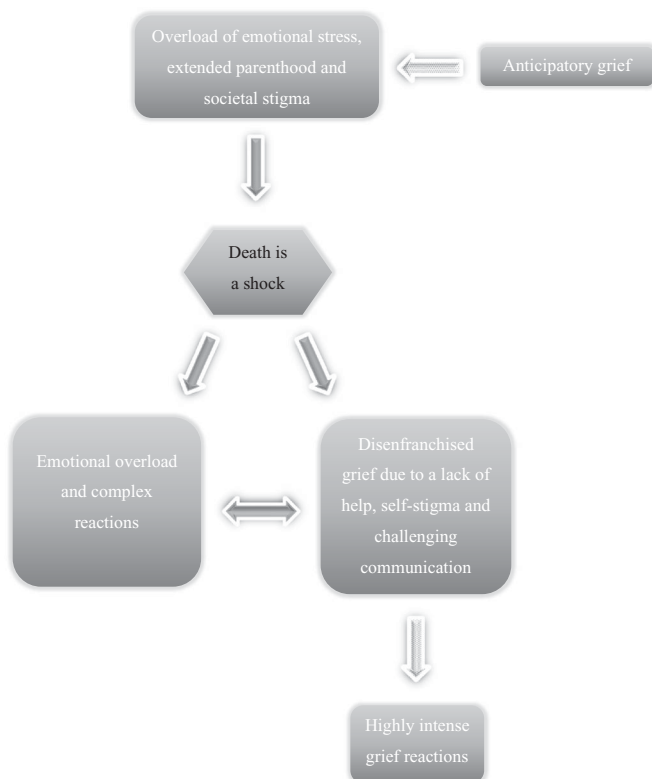 Overload of emotional stress,
extended parenthood and
societal stigma
Anticipatory grief
Death is
a shock
Emotional overload
and complex
reactions
Disenfranchised
grief due to a lack of
help, self-stigma and
challenging
communication
Highly intense
grief reactions